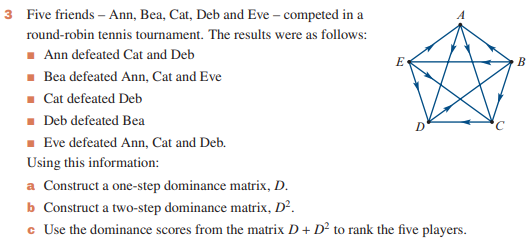 3 Five friends – Ann, Bea, Cat, Deb and Eve – competed in a
round-robin tennis tournament. The results were as follows:
■ Ann defeated Cat and Deb
■ Bea defeated Ann, Cat and Eve
■ Cat defeated Deb
■ Deb defeated Bea
■ Eve defeated Ann, Cat and Deb.
Using this information:
a Construct a one-step dominance matrix, D.
b Construct a two-step dominance matrix, D².
c Use the dominance scores from the matrix D + D² to rank the five players.
A
E
B
D
C